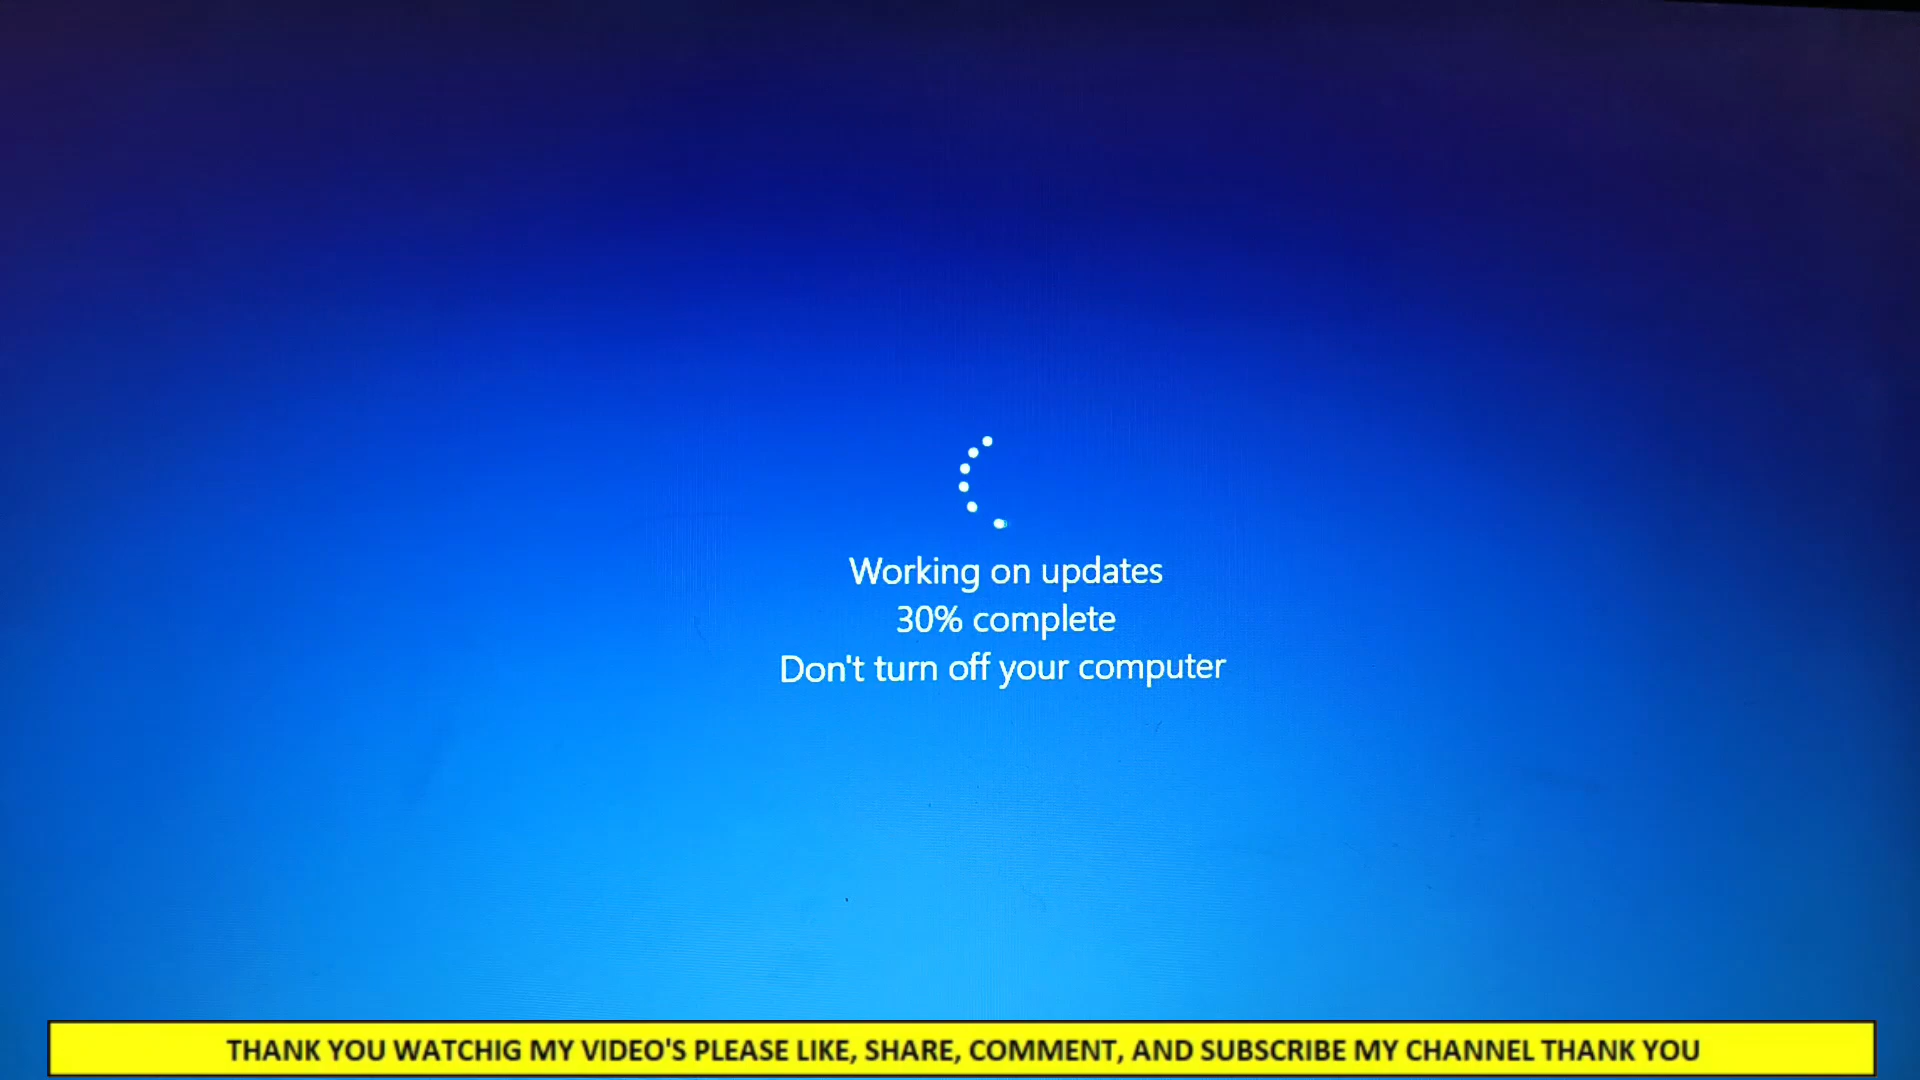 Working on updates
30% complete
Don't turn off your computer
THANK YOU WATCHIG MY VIDEO'S PLEASE LIKE, SHARE, COMMENT, AND SUBSCRIBE MY CHANNEL THANK YOU